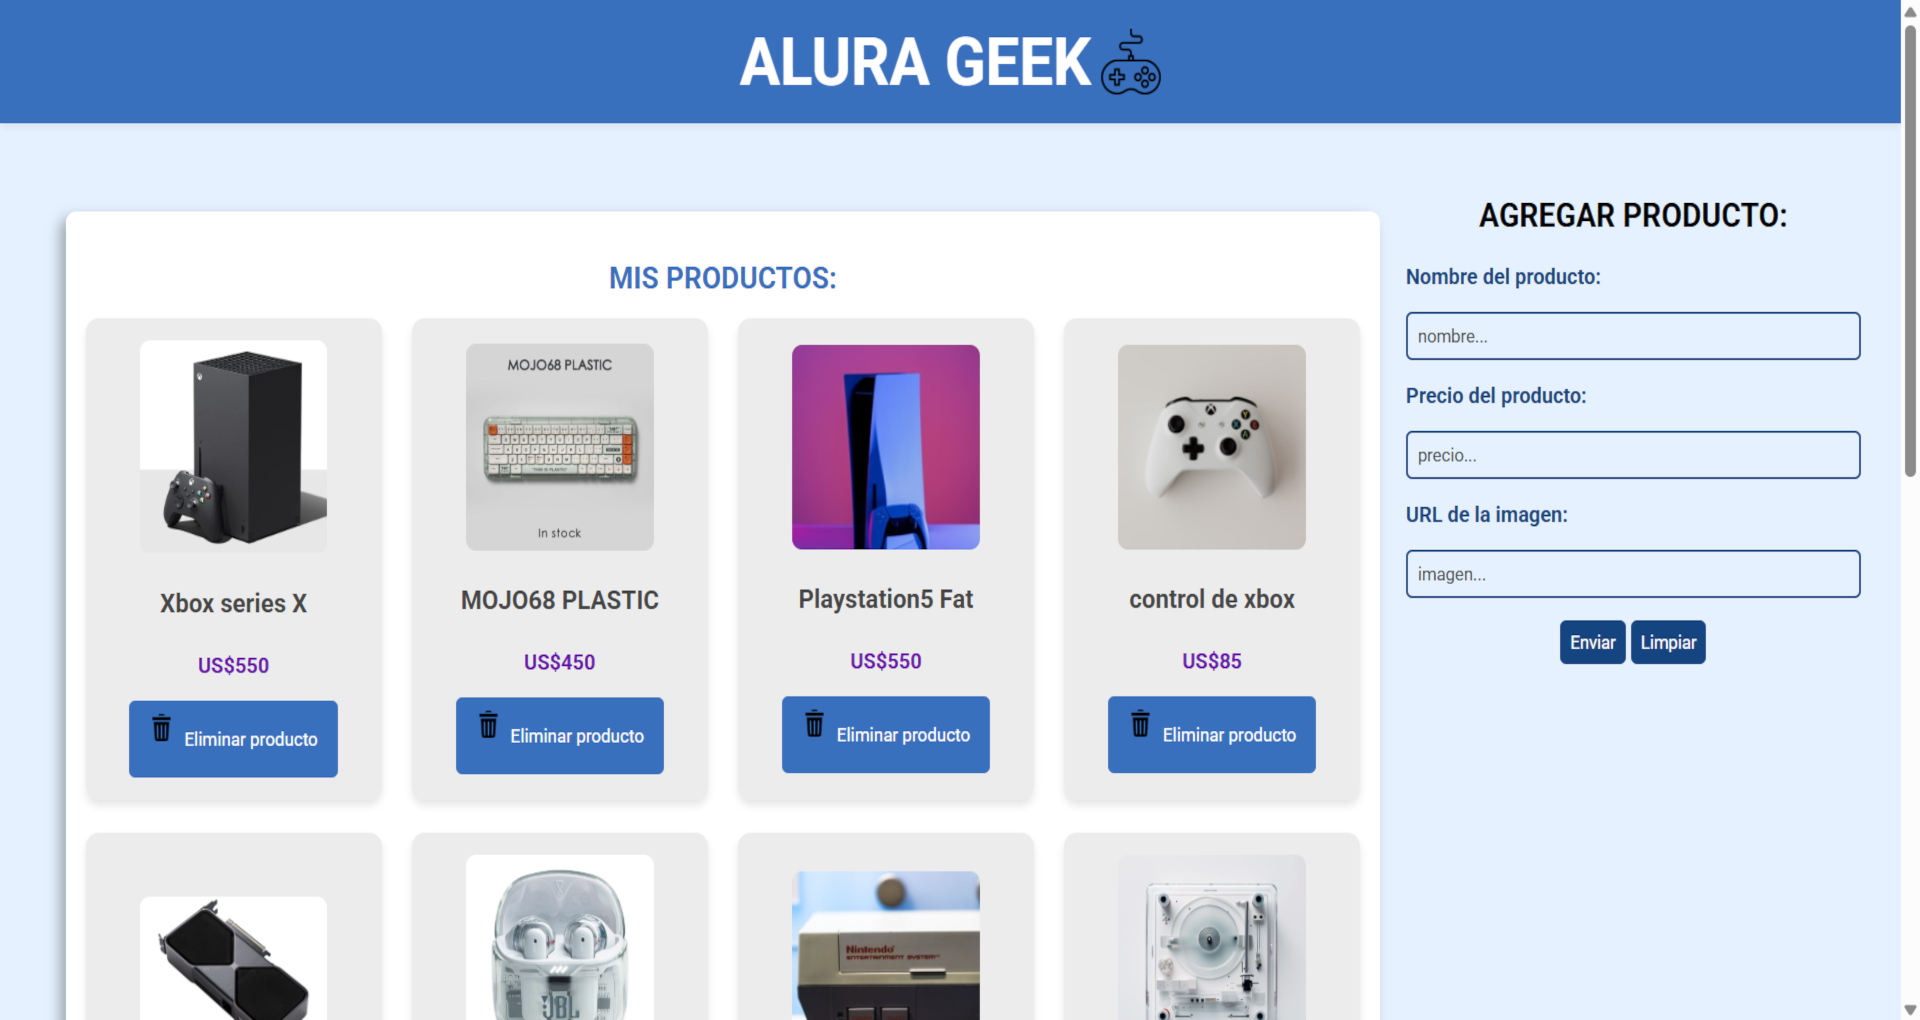 ALURA GEEK
MIS PRODUCTOS:
MOJO68 PLASTIC
In stock
Xbox series X
US$550
Eliminar producto
MOJO68 PLASTIC
US$450
Eliminar producto
Playstation5 Fat
US$550
Eliminar producto
control de xbox
US$85
Eliminar producto
JBL
Nintendo
ENTERTAINMENT SYSTEM™
AGREGAR PRODUCTO:
Nombre del producto:
nombre...
Precio del producto:
precio...
URL de la imagen:
imagen...
Enviar
Limpiar